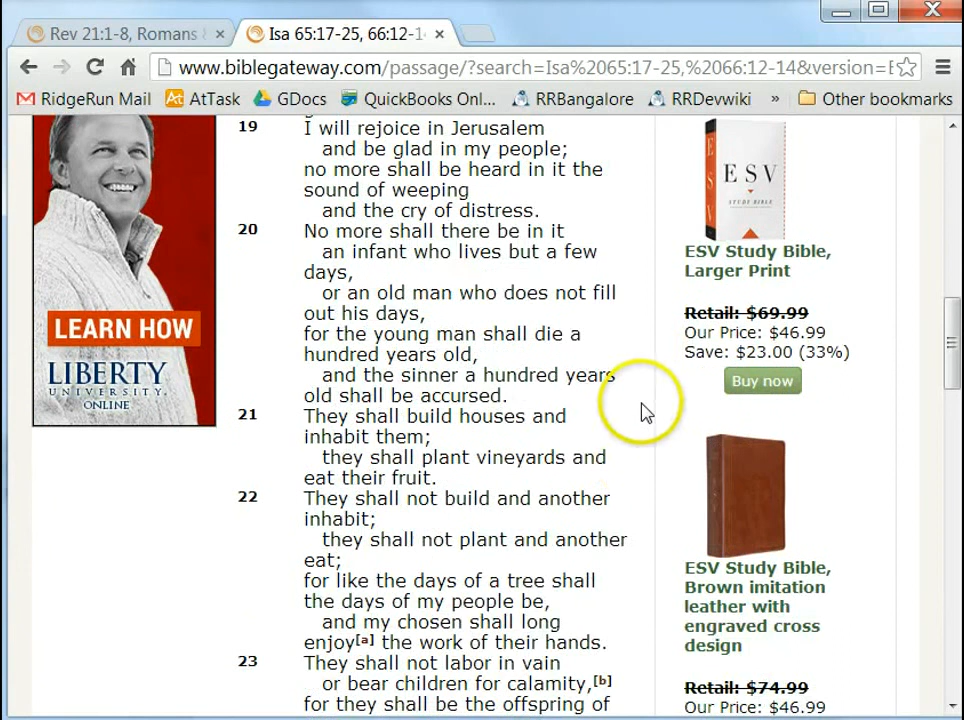 Rev 21:1-8, Romans
Isa 65:17-25, 66:12-1
www.biblegateway.com/passage/?search=Isa%2065:17-25,%2066:12-14&version=E
RidgeRun Mail
AtTask
GDocs
QuickBooks Onl...
RRBangalore
RRDevwiki
»
Other bookmarks
19 I will rejoice in Jerusalem
and be glad in my people;
no more shall be heard in it the
sound of weeping
and the cry of distress.
20 No more shall there be in it
an infant who lives but a few
days,
or an old man who does not fill
out his days,
for the young man shall die a
hundred years old,
and the sinner a hundred years
old shall be accursed.
21 They shall build houses and
inhabit them;
they shall plant vineyards and
eat their fruit.
22 They shall not build and another
inhabit;
they shall not plant and another
eat;
for like the days of a tree shall
the days of my people be,
and my chosen shall long
enjoy[a] the work of their hands.
23 They shall not labor in vain
or bear children for calamity,[b]
for they shall be the offspring of
LEARN HOW
LIBERTY
UNIVERSITY
ONLINE
ESV
ESV
STUDY BIBLE
ESV Study Bible,
Larger Print
Retail: $69.99
Our Price: $46.99
Save: $23.00 (33%)
Buy now
ESV Study Bible,
Brown imitation
leather with
engraved cross
design
Retail: $74.99
Our Price: $46.99